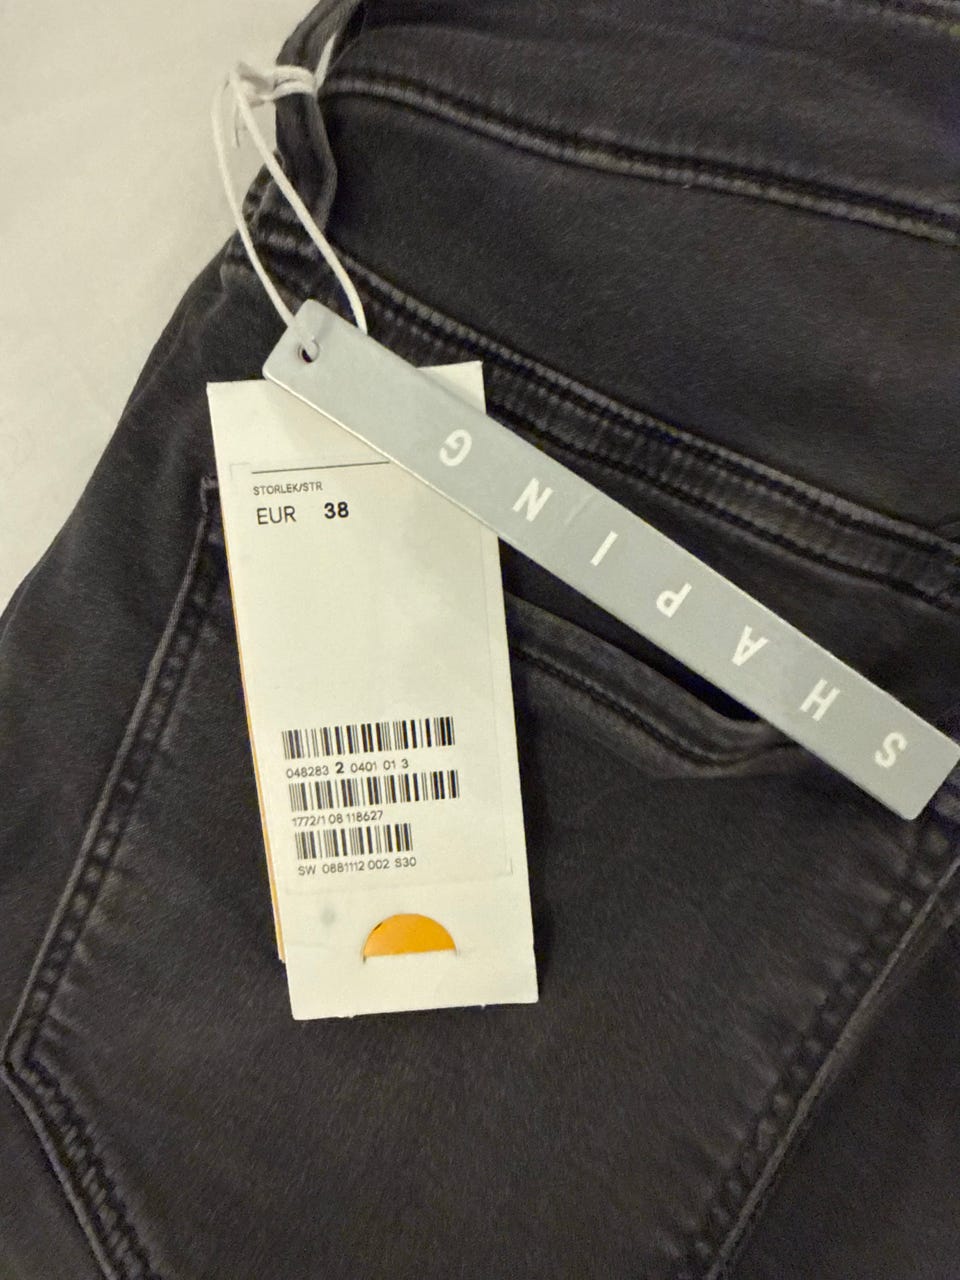 STORLEK/STR
EUR 38
048283 2 0401 01 3
1772/1 08 118627
SW 0881112 002 S30
SHAPING